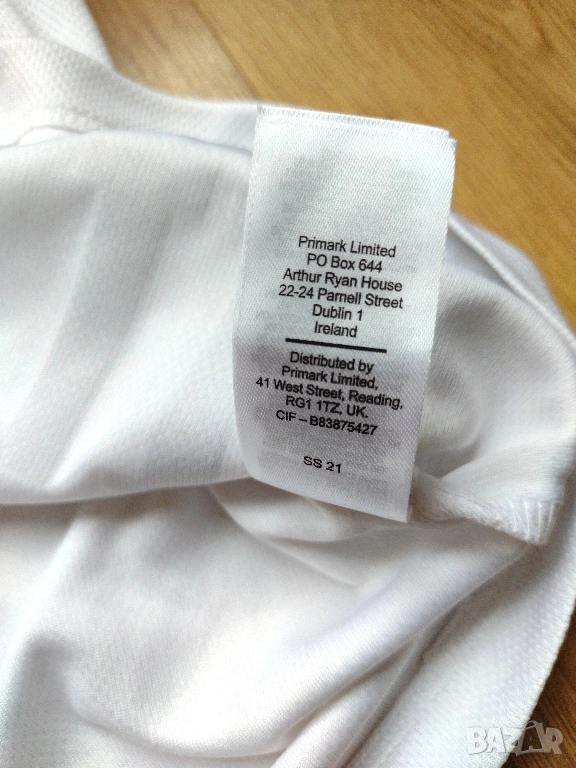 Primark Limited
PO Box 644
Arthur Ryan House
22-24 Parnell Street
Dublin 1
Ireland
Distributed by
Primark Limited,
41 West Street, Reading,
RG1 1TZ, UK.
CIF – B83875427
SS 21
BAZAR